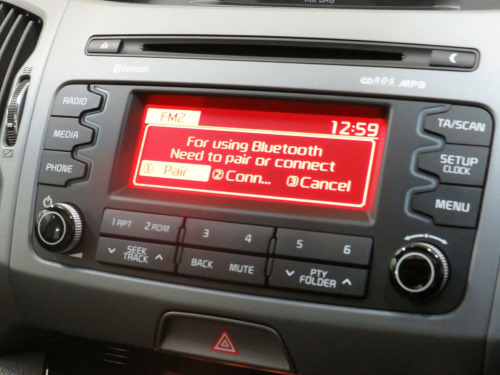 AIR BAG
Bluetooth
R·D·S MP3
RADIO
MEDIA
PHONE
FM2
12:59
For using Bluetooth
Need to pair or connect
① Pair ② Conn... ③ Cancel
TA/SCAN
SETUP
CLOCK
MENU
1 RPT 2 RDM
3 4
5 6
SEEK
TRACK
BACK MUTE
PTY
FOLDER